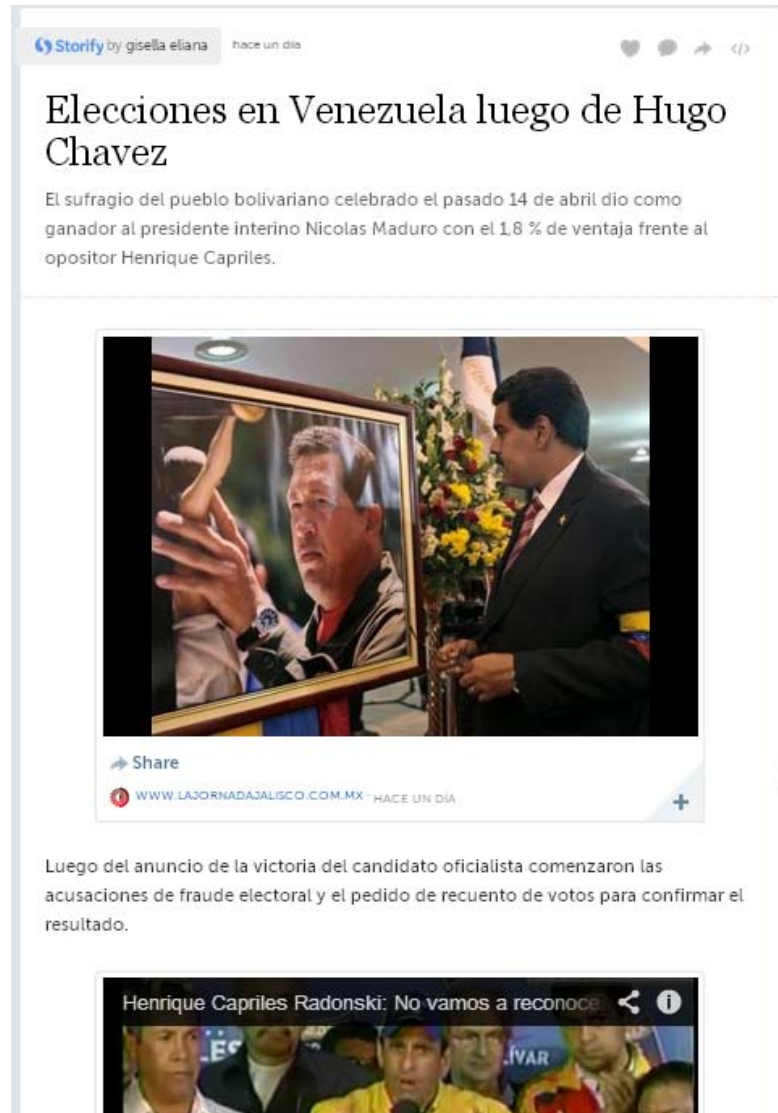 Storify by gisella eliana hace un día
Elecciones en Venezuela luego de Hugo
Chavez
El sufragio del pueblo bolivariano celebrado el pasado 14 de abril dio como
ganador al presidente interino Nicolas Maduro con el 1,8 % de ventaja frente al
opositor Henrique Capriles.
Share
WWW.LAJORNADAJALISCO.COM.MX · HACE UN DÍA
Luego del anuncio de la victoria del candidato oficialista comenzaron las
acusaciones de fraude electoral y el pedido de recuento de votos para confirmar el
resultado.
Henrique Capriles Radonski: No vamos a reconoce
ÍVAR